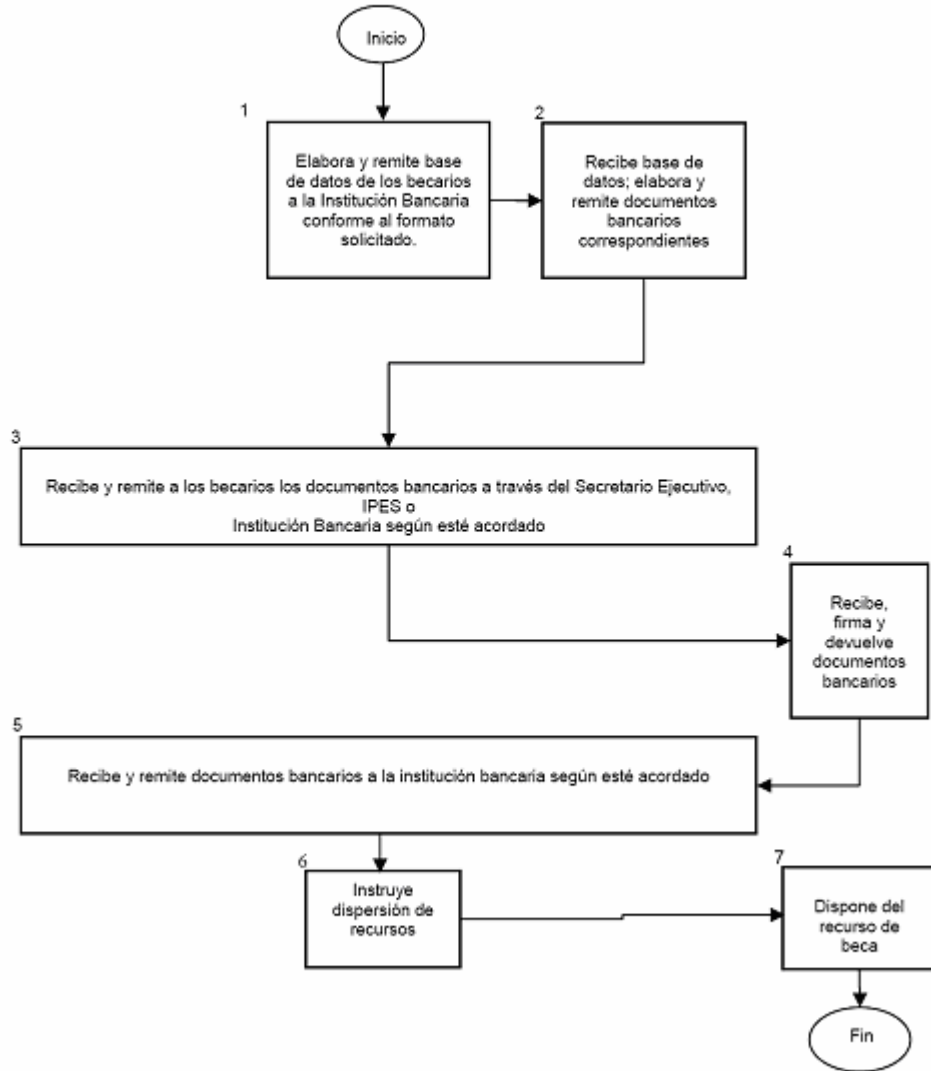 Inicio
1
Elabora y remite base
de datos de los becarios
a la Institución Bancaria
conforme al formato
solicitado.
2
Recibe base de
datos; elabora y
remite documentos
bancarios
correspondientes
3
Recibe y remite a los becarios los documentos bancarios a través del Secretario Ejecutivo,
IPES o
Institución Bancaria según esté acordado
4
Recibe,
firma y
devuelve
documentos
bancarios
5
Recibe y remite documentos bancarios a la institución bancaria según esté acordado
6
Instruye
dispersión de
recursos
7
Dispone del
recurso de
beca
Fin